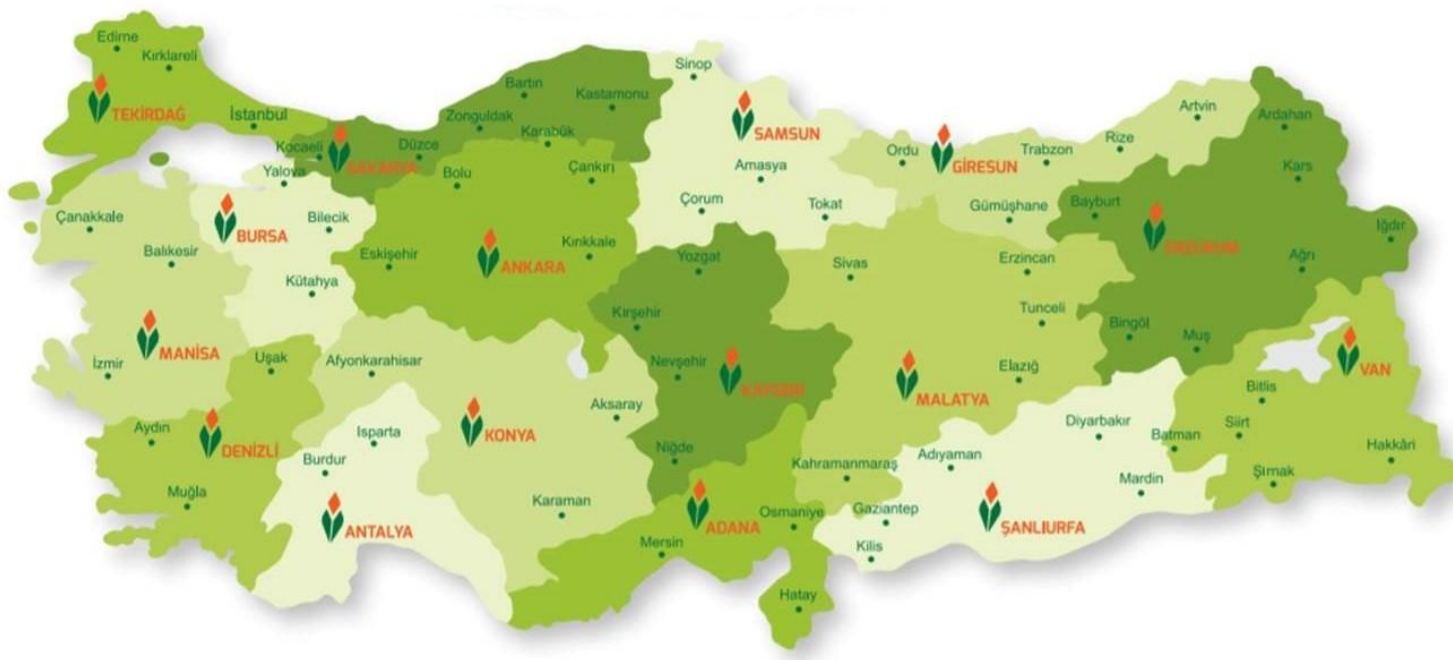 Edirne
Kırklareli
TEKİRDAĞ
İstanbul
Kocaeli
SAKARYA
Düzce
Zonguldak
Bartın
Karabük
Kastamonu
Yalova
BURSA
Bilecik
Kütahya
Bolu
Çankırı
Eskişehir
ANKARA
Kırıkkale
Sinop
SAMSUN
Amasya
Çorum
Tokat
Ordu
GİRESUN
Trabzon
Rize
Artvin
Gümüşhane
Ardahan
Kars
Bayburt
ERZURUM
Iğdır
Ağrı
Bingöl
Muş
Çanakkale
Balıkesir
MANİSA
İzmir
Uşak
Aydın
DENİZLİ
Muğla
Afyonkarahisar
KONYA
Aksaray
Karaman
Isparta
Burdur
ANTALYA
Yozgat
Kırşehir
Nevşehir
KAYSERİ
Niğde
Sivas
Erzincan
Tunceli
Elazığ
MALATYA
Kahramanmaraş
ADANA
Osmaniye
Mersin
Hatay
Adıyaman
Diyarbakır
Batman
Mardin
Gaziantep
Kilis
ŞANLIURFA
VAN
Bitlis
Siirt
Hakkâri
Şırnak